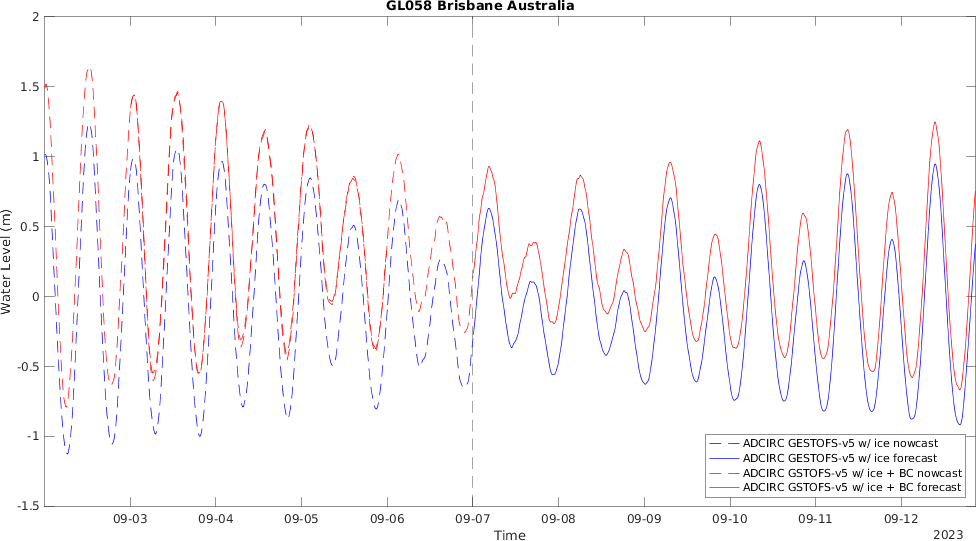 GL058 Brisbane Australia
2
1.5
1
0.5
0
-0.5
-1
-1.5
Water Level (m)
09-03 09-04 09-05 09-06 09-07 09-08 09-09 09-10 09-11 09-12
Time
2023
ADCIRC GESTOFS-v5 w/ ice nowcast
ADCIRC GESTOFS-v5 w/ ice forecast
ADCIRC GSTOFS-v5 w/ ice + BC nowcast
ADCIRC GSTOFS-v5 w/ ice + BC forecast